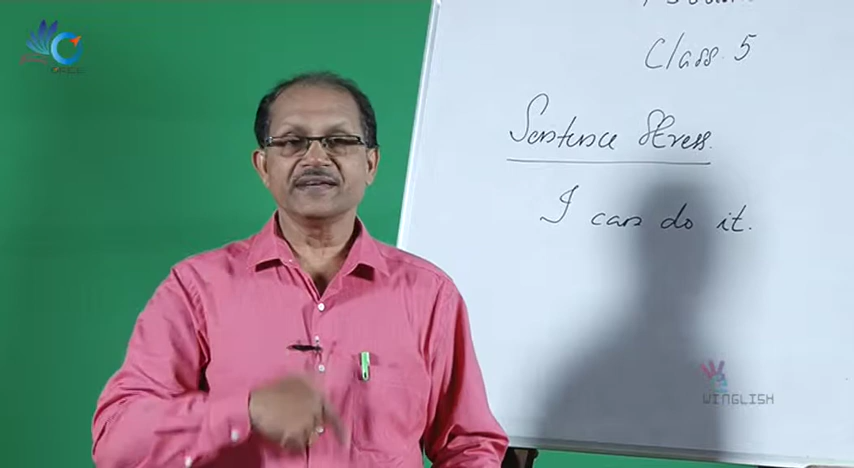 Class 5
Sentence Stress.
I can do it.
WINGLISH